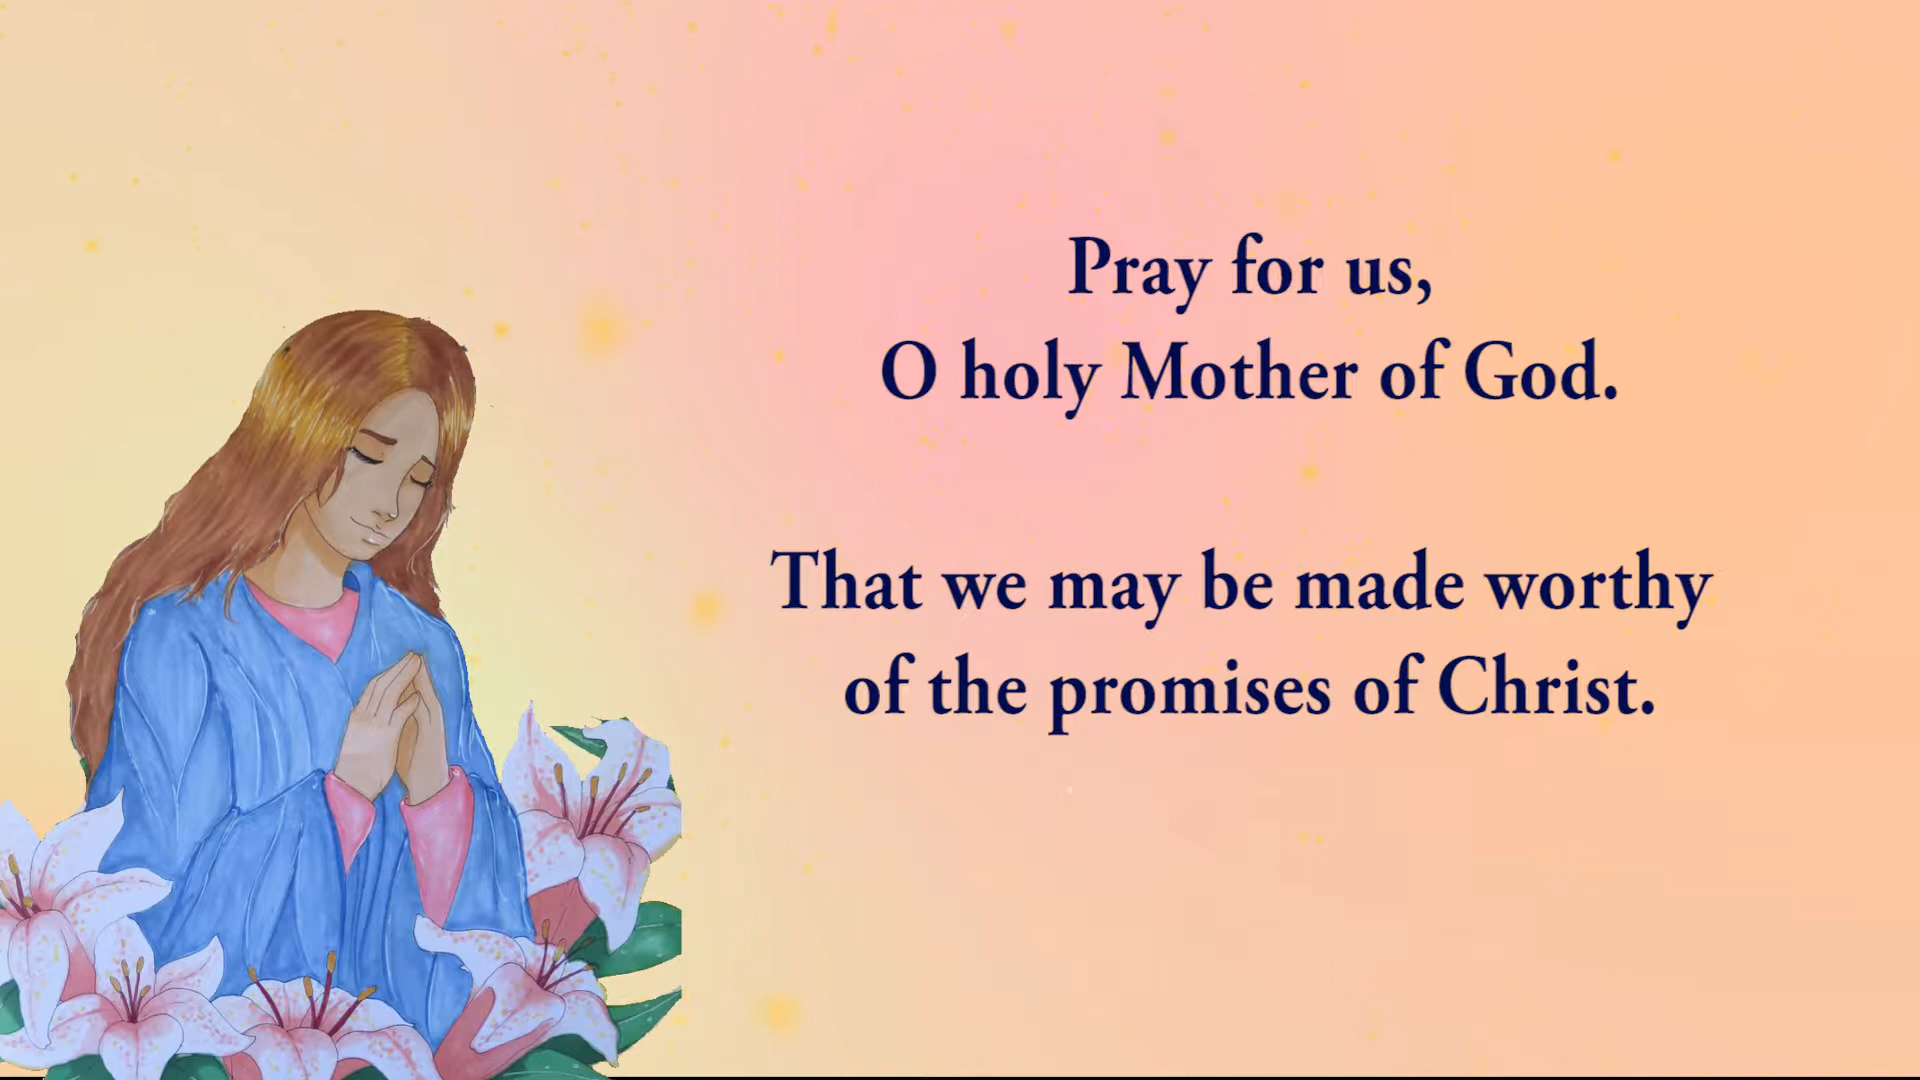 Pray for us,
O holy Mother of God.
That we may be made worthy
of the promises of Christ.